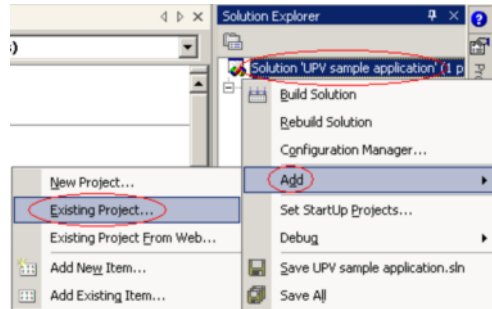 Solution Explorer
)
Solution 'UPV sample application' (1 p
Build Solution
Rebuild Solution
Configuration Manager...
Add
Set StartUp Projects...
Debug
Save UPV sample application.sln
Save All
New Project...
Existing Project...
Existing Project From Web...
Add New Item...
Add Existing Item...
Pro